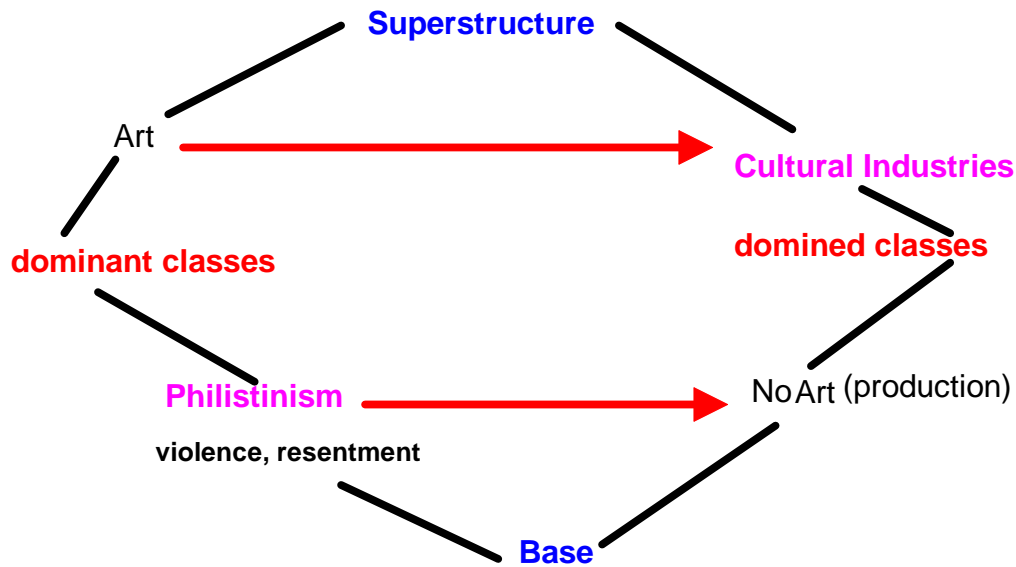 Superstructure
Art
Cultural Industries
dominant classes
domined classes
Philistinism
No Art (production)
violence, resentment
Base